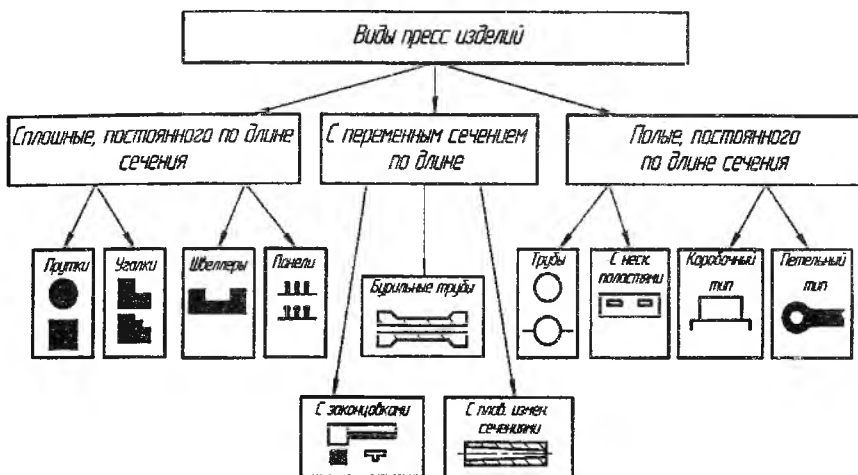 Виды пресс изделий
Сплошные, постоянного по длине
сечения
С переменным сечением
по длине
Полые, постоянного
по длине сечения
Прутки
Уголки
Швеллеры
Панели
Бурильные трубы
Трубы
С неск.
полостями
Коробочный
тип
Петельный
тип
С законцовками
С плав. измен.
сечениями